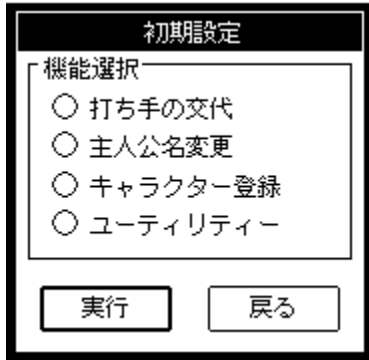 初期設定
機能選択
打ち手の交代
主人公名変更
キャラクター登録
ユーティリティー
実行
戻る